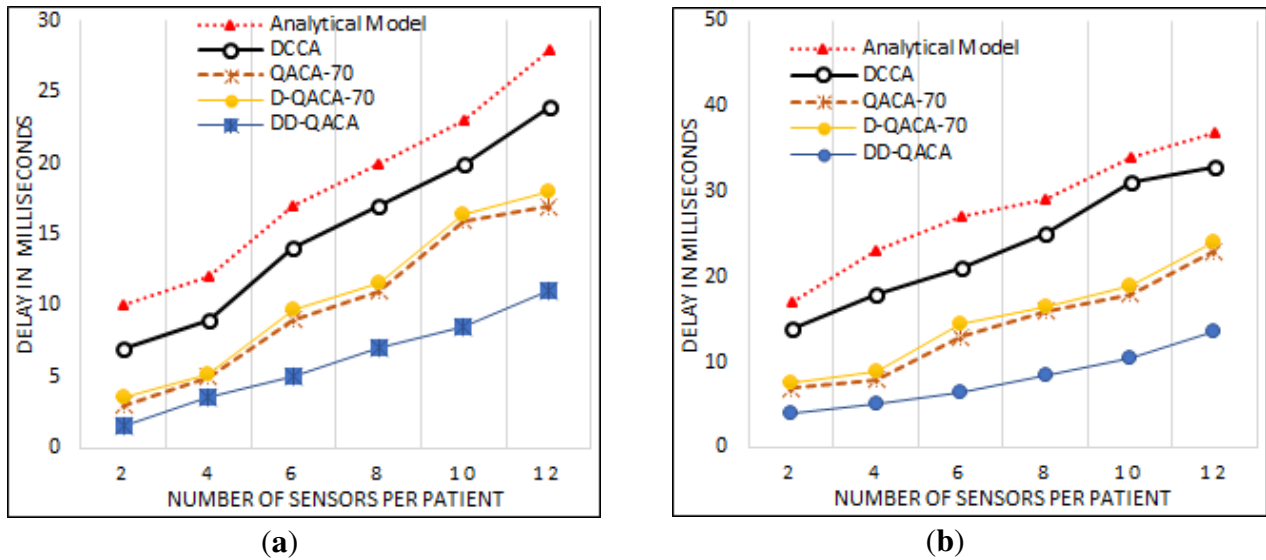 30
25
20
15
10
5
0
DELAY IN MILLISECONDS
Analytical Model
DCCA
QACA-70
D-QACA-70
DD-QACA
2 4 6 8 10 12
NUMBER OF SENSORS PER PATIENT
(a)
50
40
30
20
10
0
DELAY IN MILLISECONDS
Analytical Model
DCCA
QACA-70
D-QACA-70
DD-QACA
2 4 6 8 10 12
NUMBER OF SENSORS PER PATIENT
(b)